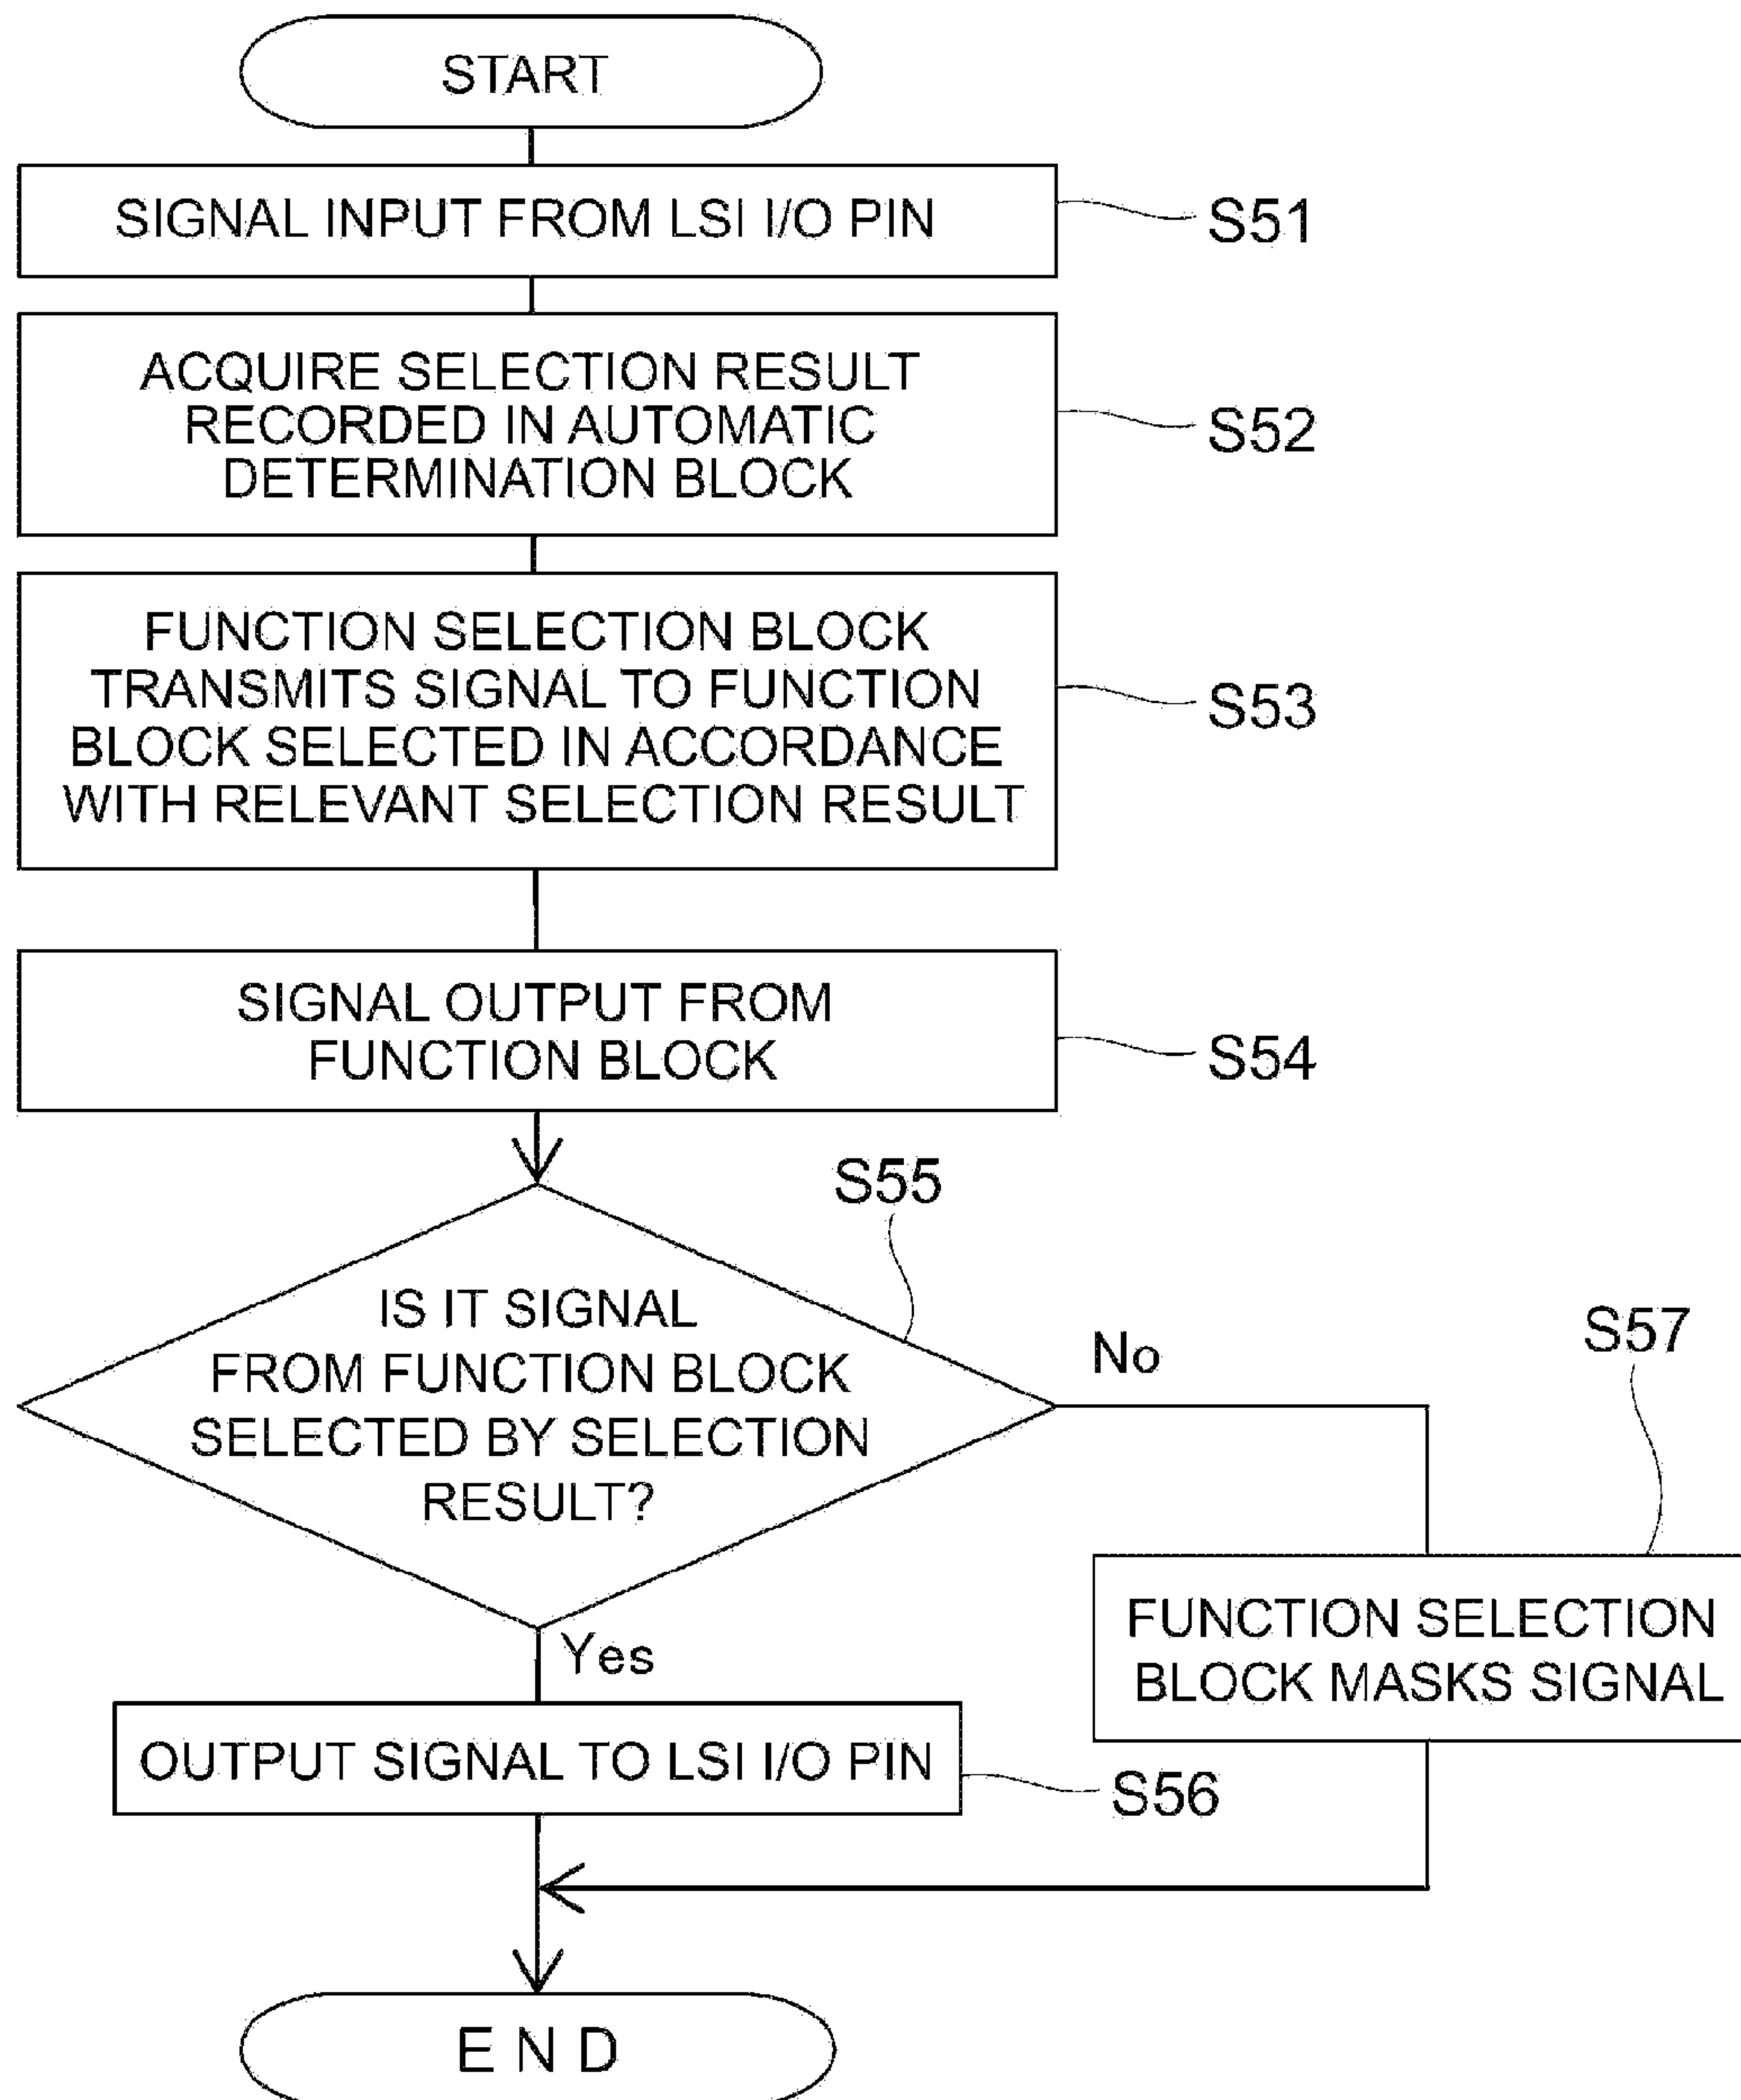 START
SIGNAL INPUT FROM LSI I/O PIN
S51
ACQUIRE SELECTION RESULT
RECORDED IN AUTOMATIC
DETERMINATION BLOCK
S52
FUNCTION SELECTION BLOCK
TRANSMITS SIGNAL TO FUNCTION
BLOCK SELECTED IN ACCORDANCE
WITH RELEVANT SELECTION RESULT
S53
SIGNAL OUTPUT FROM
FUNCTION BLOCK
S54
S55
IS IT SIGNAL
FROM FUNCTION BLOCK
SELECTED BY SELECTION
RESULT?
No
S57
FUNCTION SELECTION
BLOCK MASKS SIGNAL
Yes
OUTPUT SIGNAL TO LSI I/O PIN
S56
END